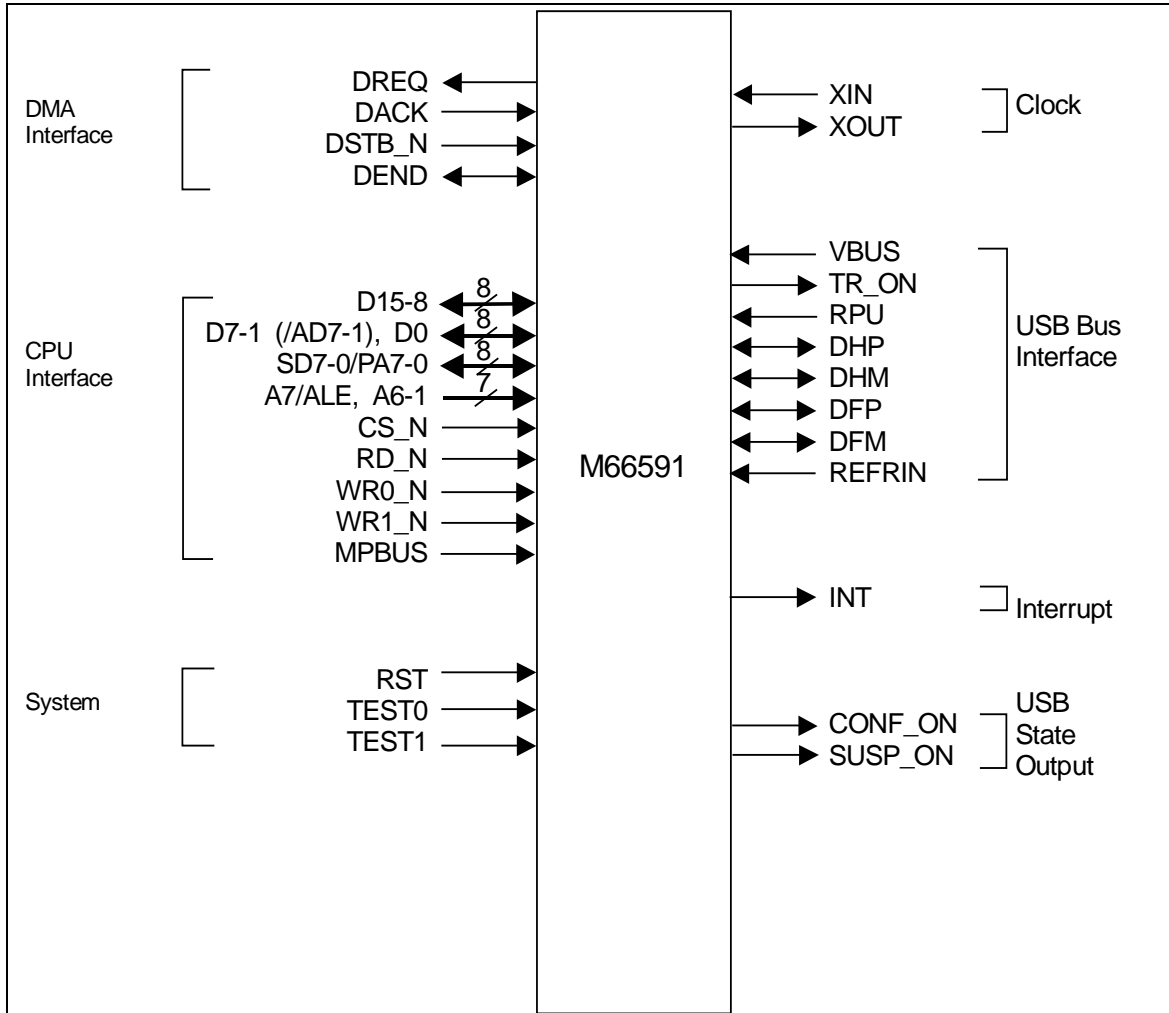 DMA
Interface
DREQ
DACK
DSTB_N
DEND
CPU
Interface
D15-8
8
D7-1 (/AD7-1), D0
8
SD7-0/PA7-0
8
A7/ALE, A6-1
7
CS_N
RD_N
WR0_N
WR1_N
MPBUS
System
RST
TEST0
TEST1
M66591
XIN
XOUT
Clock
VBUS
TR_ON
RPU
DHP
DHM
DFP
DFM
REFRIN
USB Bus
Interface
INT
Interrupt
CONF_ON
SUSP_ON
USB
State
Output